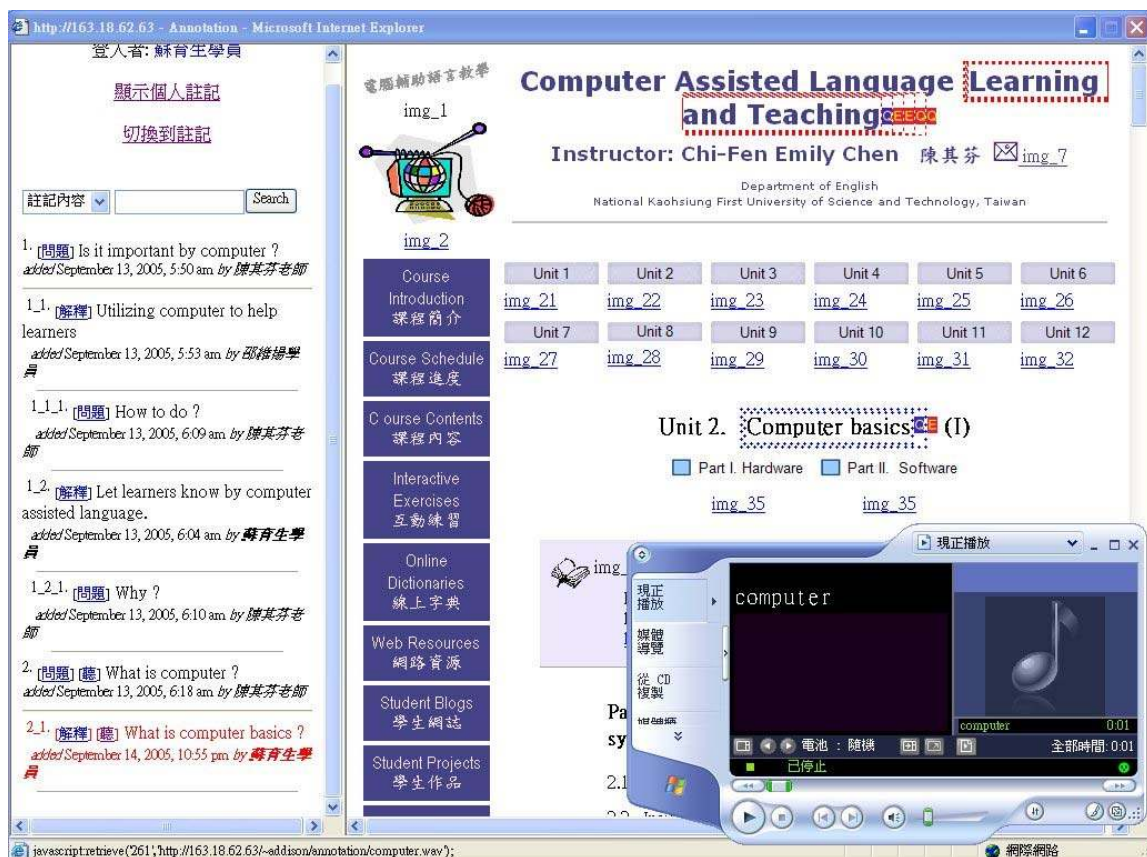 http://163.18.62.63 - Annotation - Microsoft Internet Explorer
登入者: 蘇育生學員
顯示個人註記
切換到註記
註記內容
Search
1. [問題] Is it important by computer ?
added September 13, 2005, 5:50 am by 陳其芬老師
1_1. [解釋] Utilizing computer to help
learners
added September 13, 2005, 5:53 am by 邵維揚學
員
1_1_1. [問題] How to do ?
added September 13, 2005, 6:09 am by 陳其芬老
師
1_2. [解釋] Let learners know by computer
assisted language.
added September 13, 2005, 6:04 am by 蘇育生學
員
1_2_1. [問題] Why ?
added September 13, 2005, 6:10 am by 陳其芬老
師
2. [問題] [聽] What is computer ?
added September 13, 2005, 6:18 am by 陳其芬老師
2_1. [解釋] [聽] What is computer basics ?
added September 14, 2005, 10:55 pm by 蘇育生學
員
電腦輔助語言教學
img_1
img_2
Computer Assisted Language Learning
and Teaching QEEQQ
Instructor: Chi-Fen Emily Chen 陳其芬 img_7
Department of English
National Kaohsiung First University of Science and Technology, Taiwan
Course
Introduction
課程簡介
Course Schedule
課程進度
C ourse Contents
課程內容
Interactive
Exercises
互動練習
Online
Dictionaries
線上字典
Web Resources
網路資源
Student Blogs
學生網誌
Student Projects
學生作品
Unit 1 Unit 2 Unit 3 Unit 4 Unit 5 Unit 6
img_21 img_22 img_23 img_24 img_25 img_26
Unit 7 Unit 8 Unit 9 Unit 10 Unit 11 Unit 12
img_27 img_28 img_29 img_30 img_31 img_32
Unit 2. Computer basics QE (I)
Part I. Hardware Part II. Software
img_35 img_35
img_
Pa
sy
2.1
現正播放
現正
播放
媒體
導覽
從 CD
複製
computer
computer 0:01
電池 : 隨機
全部時間: 0:01
已停止
javascript:retrieve('261','http://163.18.62.63/~addison/annotation/computer.wav');
網際網路